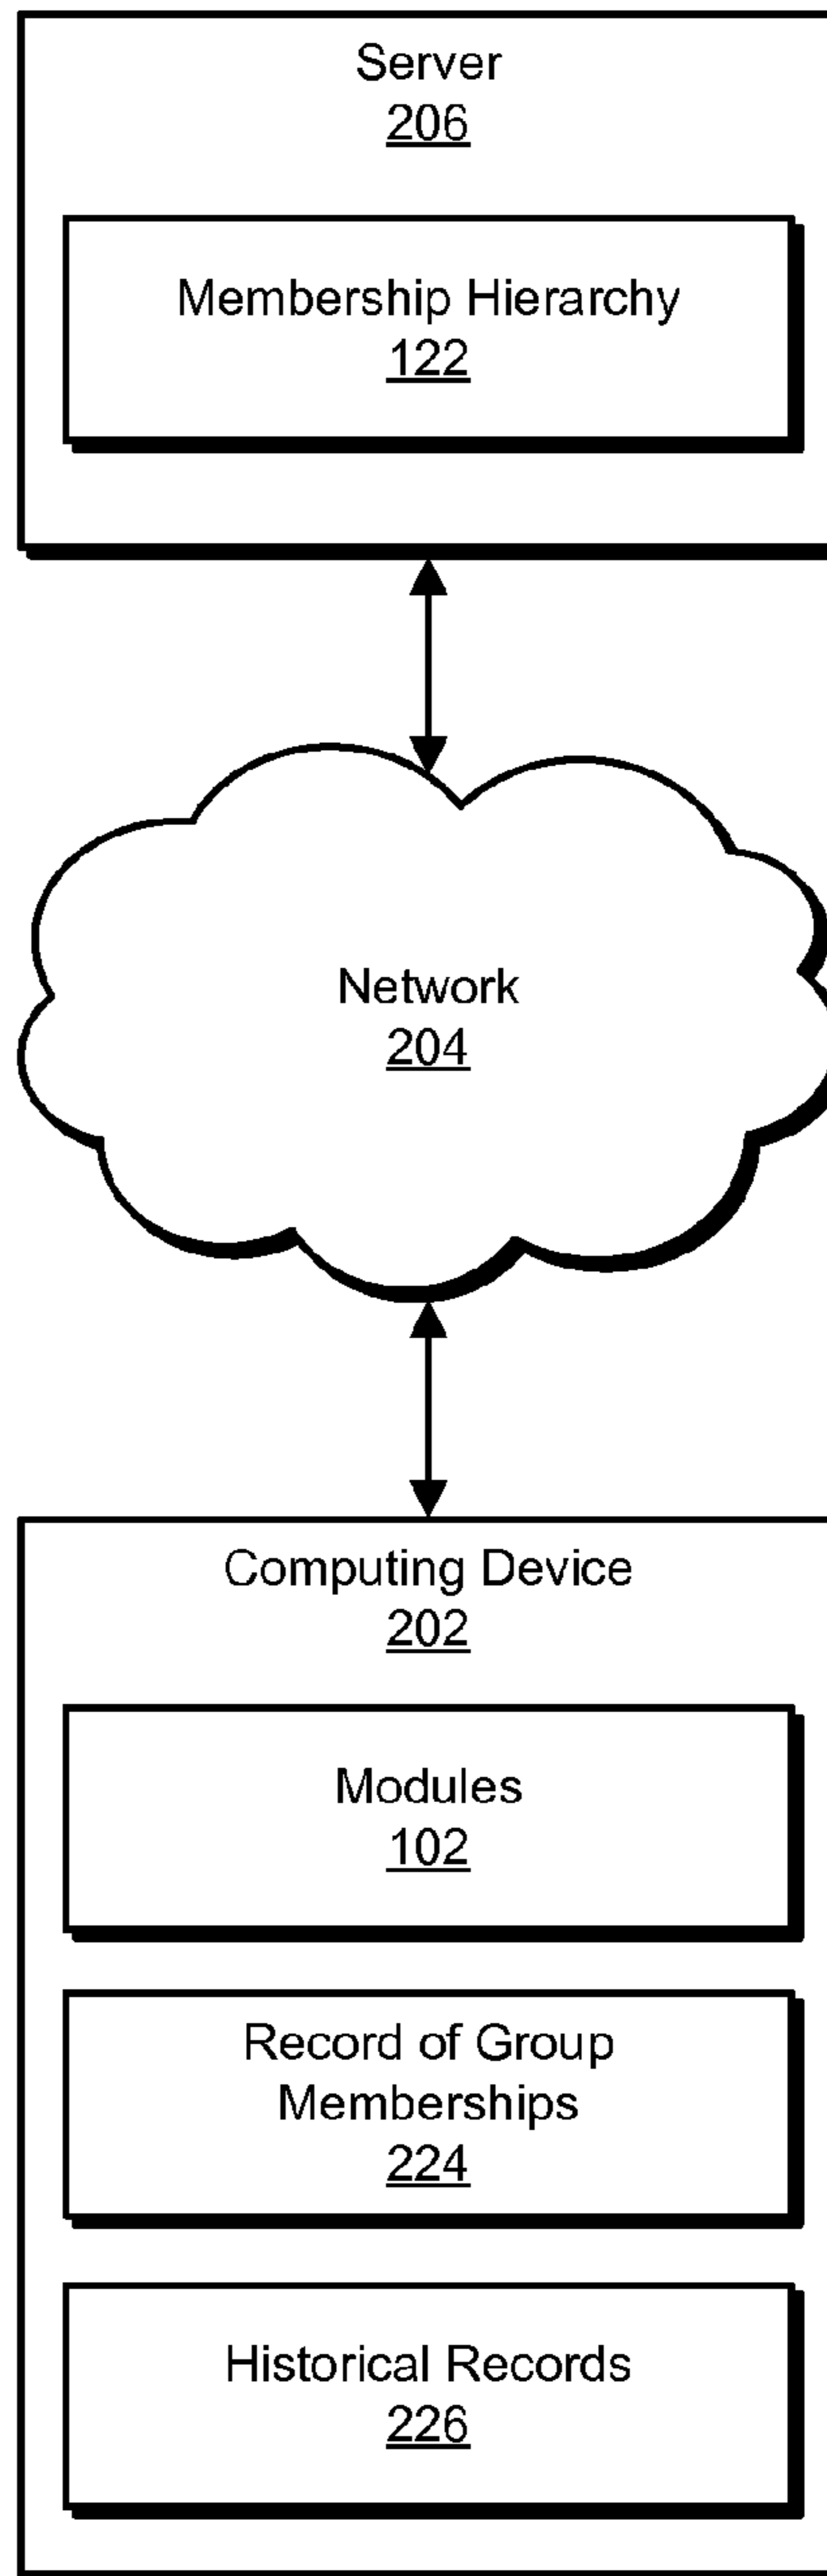 Server
206
Membership Hierarchy
122
Network
204
Computing Device
202
Modules
102
Record of Group
Memberships
224
Historical Records
226